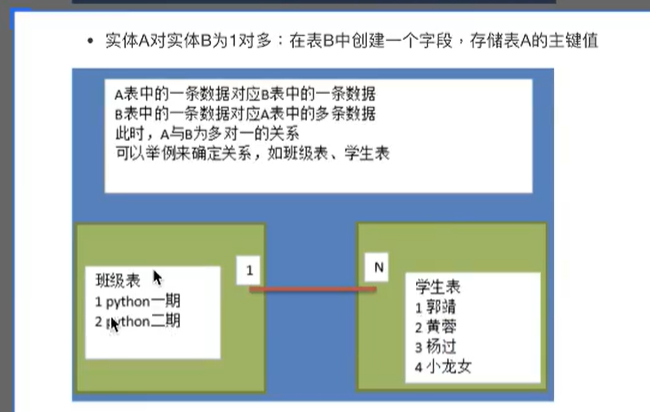 • 实体A对实体B为1对多：在表B中创建一个字段，存储表A的主键值
A表中的一条数据对应B表中的一条数据
B表中的一条数据对应A表中的多条数据
此时，A与B为多对一的关系
可以举例来确定关系，如班级表、学生表
班级表
1 python一期
2 python二期
1
N
学生表
1 郭靖
2 黄蓉
3 杨过
4 小龙女